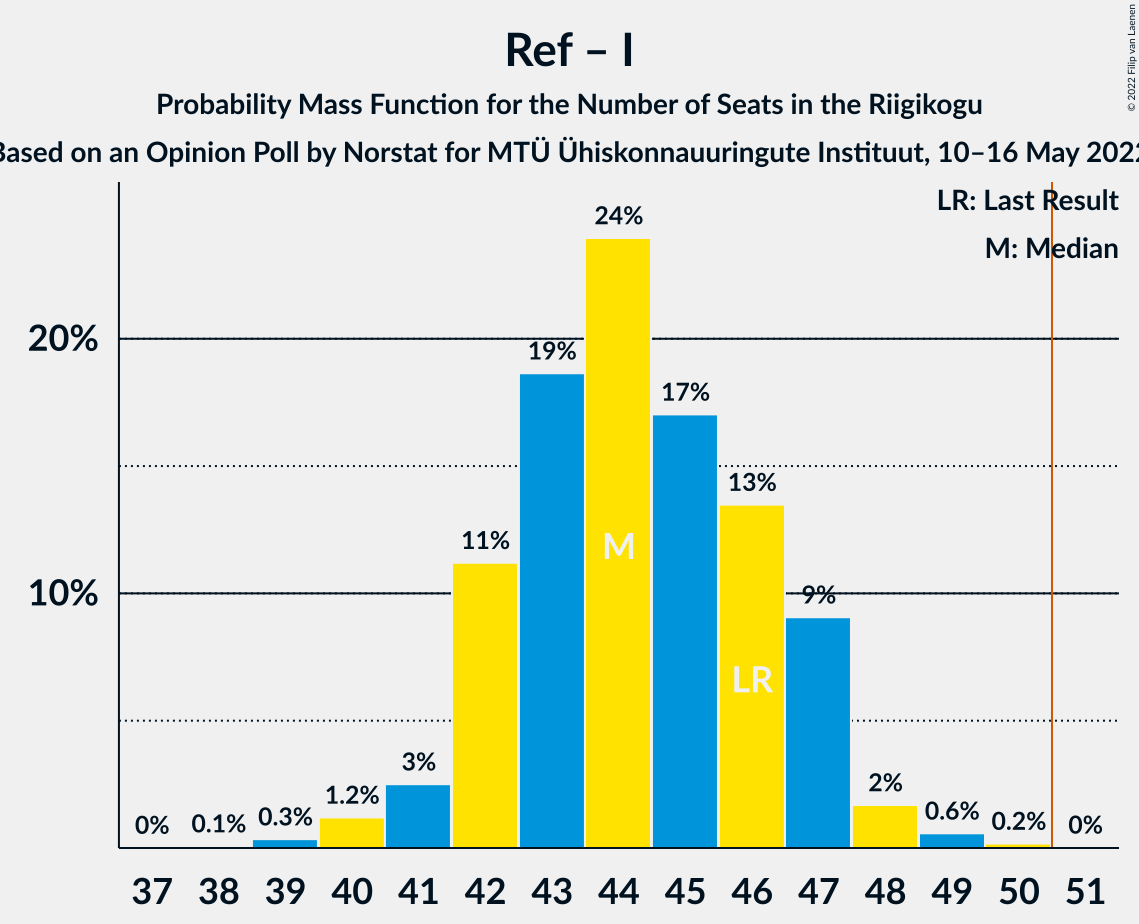 Ref – I
Probability Mass Function for the Number of Seats in the Riigikogu
Based on an Opinion Poll by Norstat for MTÜ Ühiskonnauuringute Instituut, 10–16 May 2022
© 2022 Filip van Laenen
LR: Last Result
M: Median
20%
10%
0%
0.1%
0.3%
1.2%
3%
11%
19%
24%
17%
13%
9%
2%
0.6%
0.2%
0%
M
LR
37 38 39 40 41 42 43 44 45 46 47 48 49 50 51